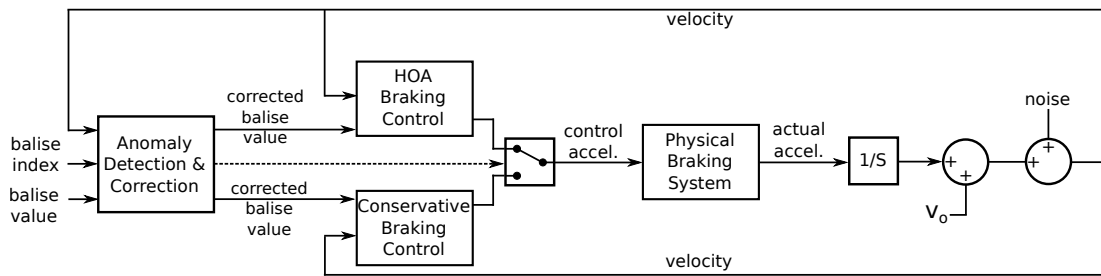 velocity
HOA
Braking
Control
corrected
balise
value
noise
balise
index
Anomaly
Detection &
Correction
control
accel.
Physical
Braking
System
actual
accel.
1/S
+
+
+
+
balise
value
corrected
balise
value
Conservative
Braking
Control
vo
velocity